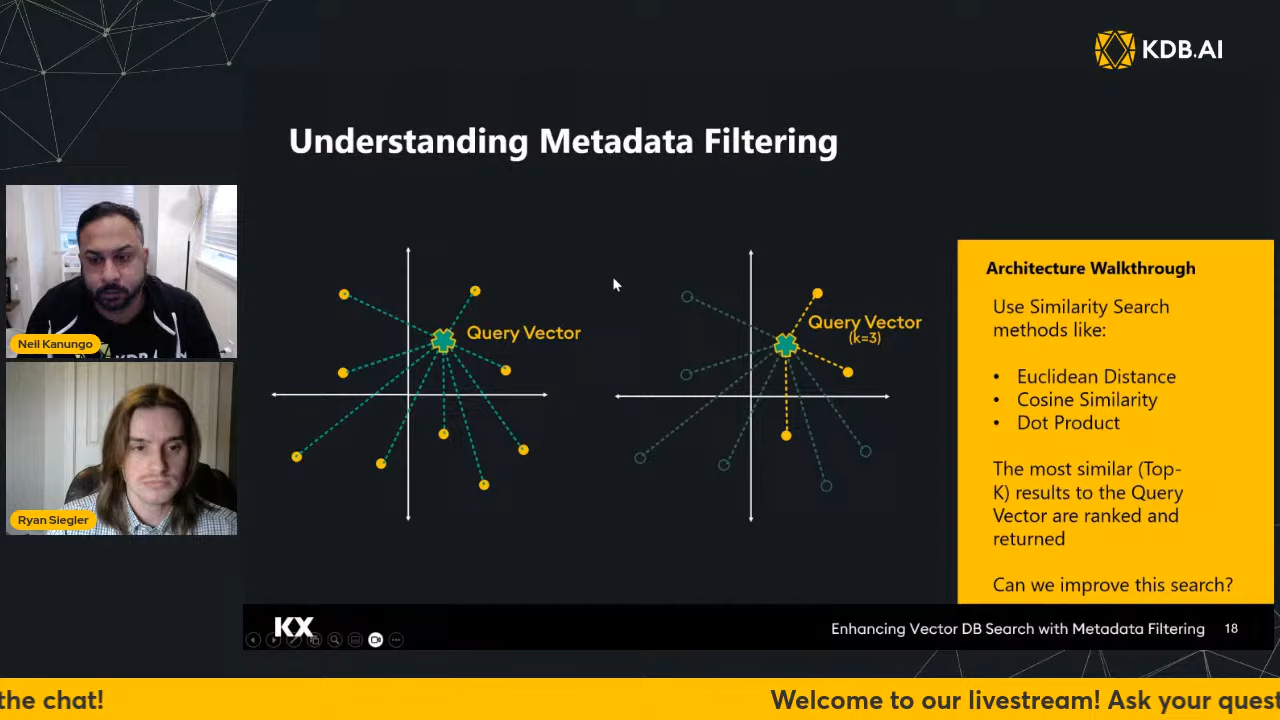 KDB.AI
Understanding Metadata Filtering
Neil Kanungo
Ryan Siegler
Query Vector
Query Vector
(k=3)
Architecture Walkthrough
Use Similarity Search
methods like:
• Euclidean Distance
• Cosine Similarity
• Dot Product
The most similar (Top-
K) results to the Query
Vector are ranked and
returned
Can we improve this search?
KX
Enhancing Vector DB Search with Metadata Filtering 18
the chat!
Welcome to our livestream! Ask your quest